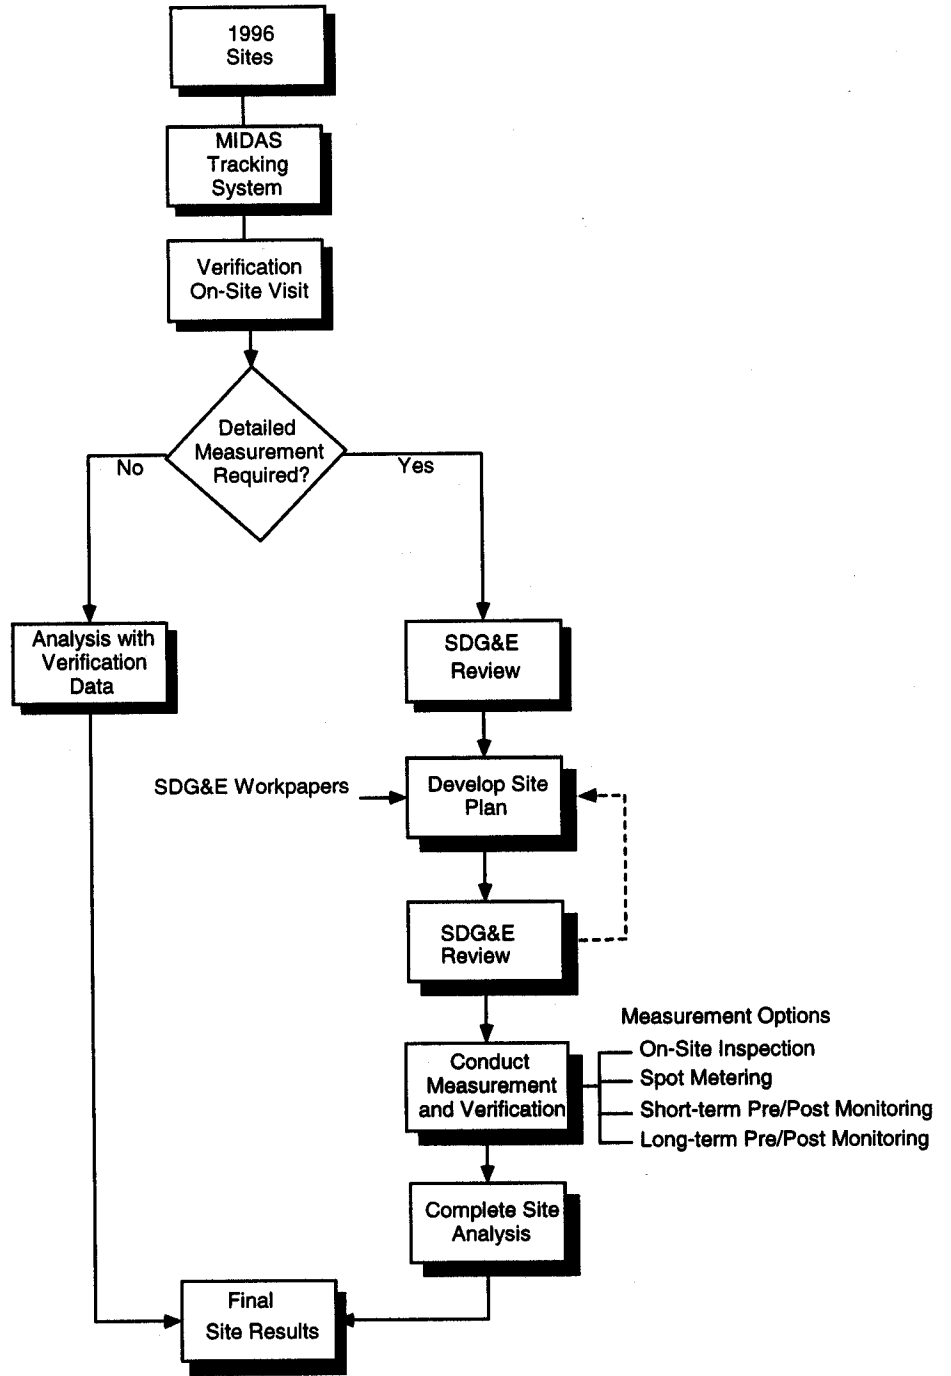 1996
Sites
MIDAS
Tracking
System
Verification
On-Site Visit
Detailed
Measurement
Required?
No
Yes
Analysis with
Verification
Data
SDG&E
Review
SDG&E Workpapers
Develop Site
Plan
SDG&E
Review
Conduct
Measurement
and Verification
Measurement Options
On-Site Inspection
Spot Metering
Short-term Pre/Post Monitoring
Long-term Pre/Post Monitoring
Complete Site
Analysis
Final
Site Results